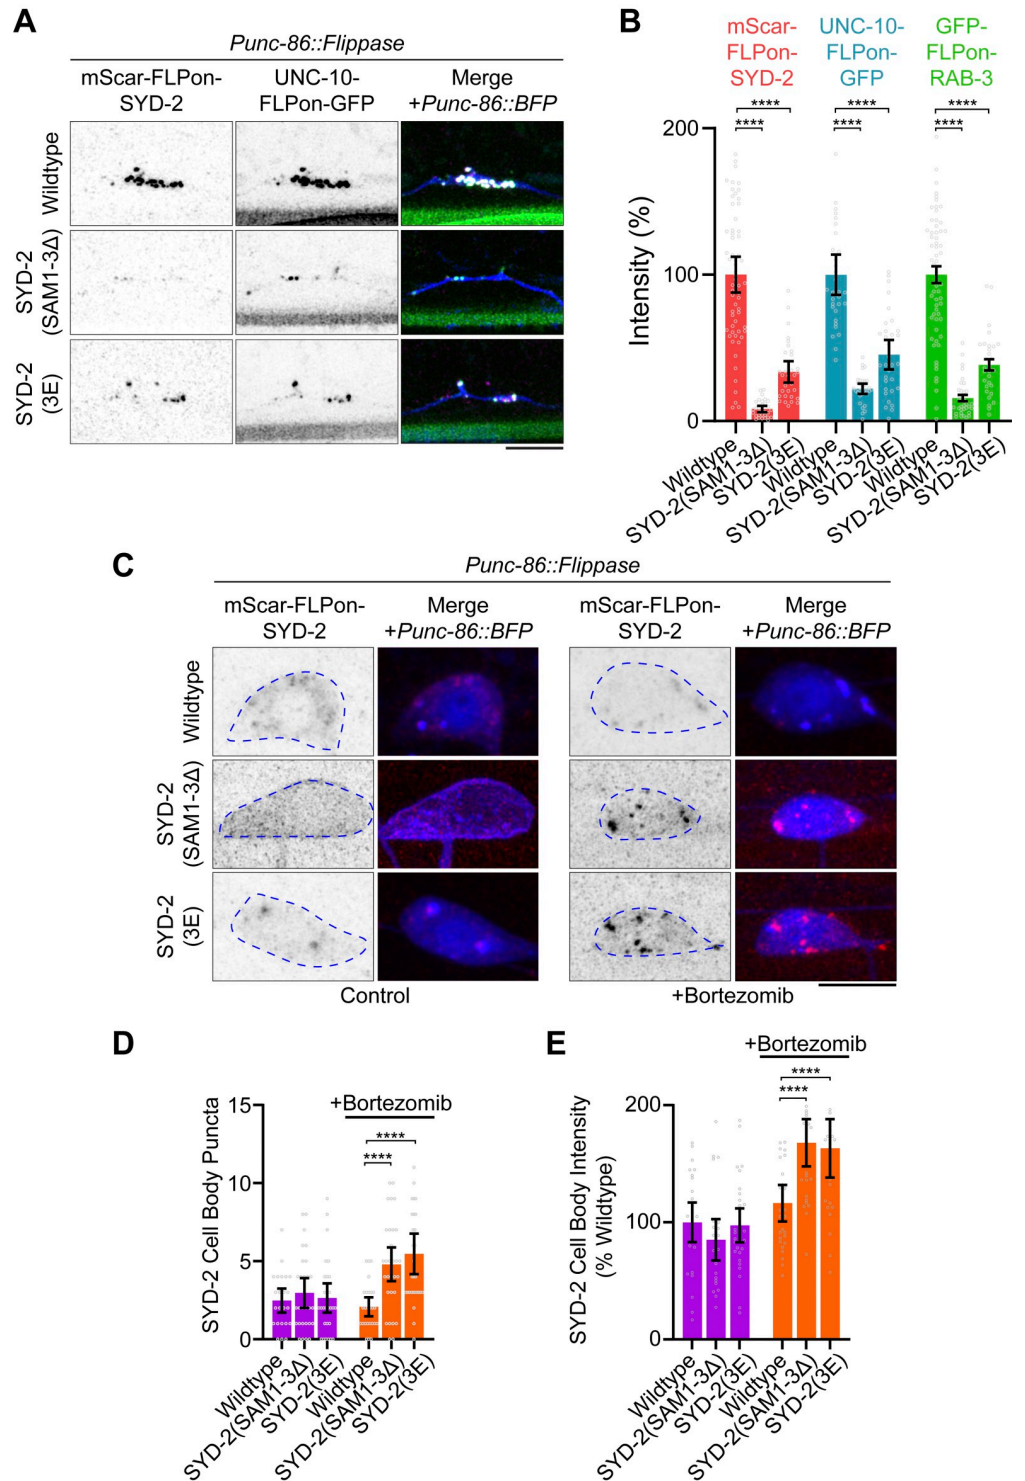 A
Punc-86::Flippase
mScar-FLPon-
SYD-2
UNC-10-
FLPon-GFP
Merge
+Punc-86::BFP
Wildtype
SYD-2
(SAM1-3Δ)
SYD-2
(3E)
B
mScar-
FLPon-
SYD-2
UNC-10-
FLPon-
GFP
GFP-
FLPon-
RAB-3
**** **** ****
**** **** ****
200
100
0
Intensity (%)
Wildtype
SYD-2(SAM1-3Δ)
SYD-2(3E)
Wildtype
SYD-2(SAM1-3Δ)
SYD-2(3E)
Wildtype
SYD-2(SAM1-3Δ)
SYD-2(3E)
C
Punc-86::Flippase
mScar-FLPon-
SYD-2
Merge
+Punc-86::BFP
mScar-FLPon-
SYD-2
Merge
+Punc-86::BFP
Wildtype
SYD-2
(SAM1-3Δ)
SYD-2
(3E)
Control
+Bortezomib
D
+Bortezomib
****
****
15
10
5
0
SYD-2 Cell Body Puncta
Wildtype
SYD-2(SAM1-3Δ)
SYD-2(3E)
Wildtype
SYD-2(SAM1-3Δ)
SYD-2(3E)
E
+Bortezomib
****
****
200
100
0
SYD-2 Cell Body Intensity
(% Wildtype)
Wildtype
SYD-2(SAM1-3Δ)
SYD-2(3E)
Wildtype
SYD-2(SAM1-3Δ)
SYD-2(3E)